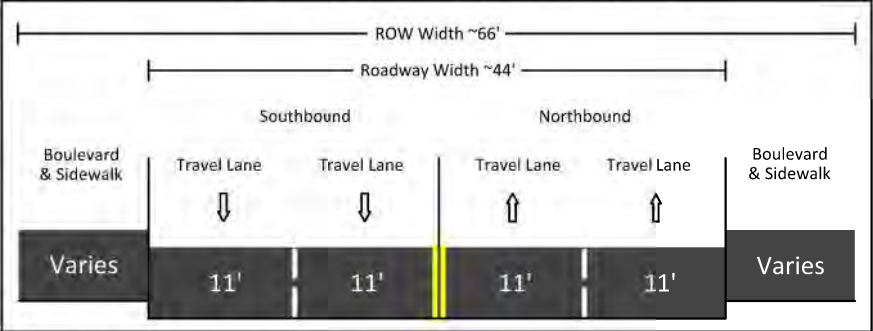 ROW Width ~66'
Roadway Width ~44'
Southbound
Northbound
Boulevard
& Sidewalk
Travel Lane
Travel Lane
Travel Lane
Travel Lane
Boulevard
& Sidewalk
Varies
11'
11'
11'
11'
Varies